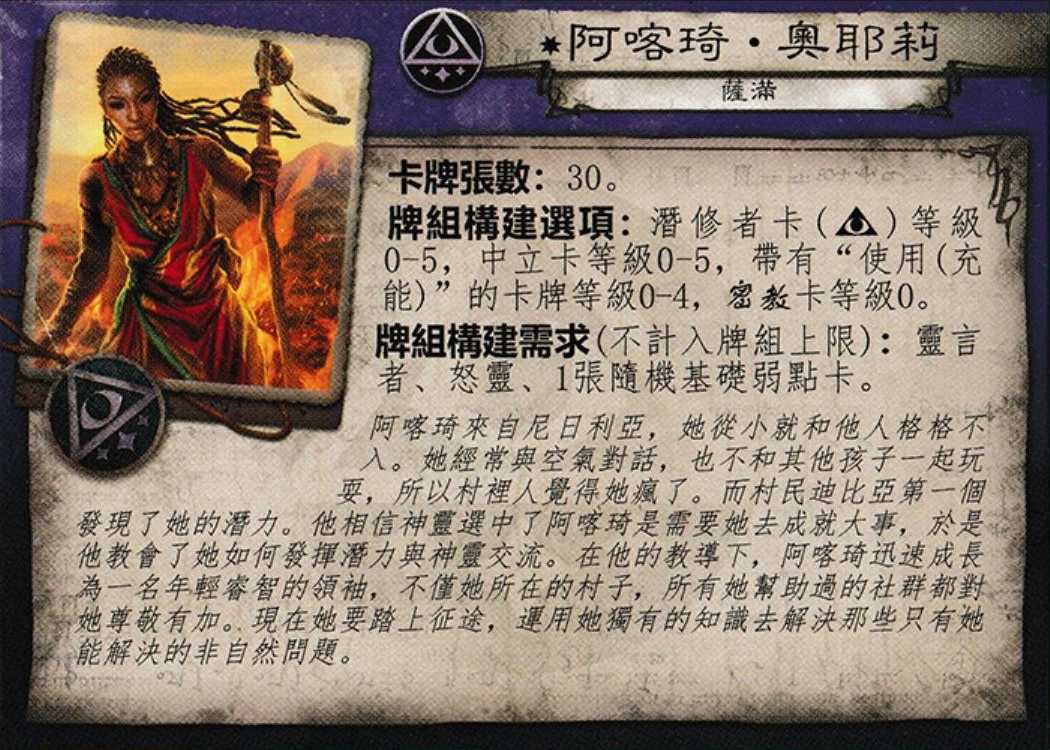 阿喀琦·奧耶莉
薩滿
卡牌張數：30。
牌組構建選項：潛修者卡（）等級
0-5，中立卡等級0-5，帶有“使用(充
能)”的卡牌等級0-4，密教卡等級0。
牌組構建需求(不計入牌組上限)：靈言
者、怒靈、1張隨機基礎弱點卡。
阿喀琦來自尼日利亞，她從小就和他人格格不
入。她經常與空氣對話，也不和其他孩子一起玩
耍，所以村裡人覺得她瘋了。而村民迪比亞第一個
發現了她的潛力。他相信神靈選中了阿喀琦是需要她去成就大事，於是
他教會了她如何發揮潛力與神靈交流。在他的教導下，阿喀琦迅速成長
為一名年輕睿智的領袖，不僅她所在的村子，所有她幫助過的社群都對
她尊敬有加。現在她要踏上征途，運用她獨有的知識去解決那些只有她
能解決的非自然問題。